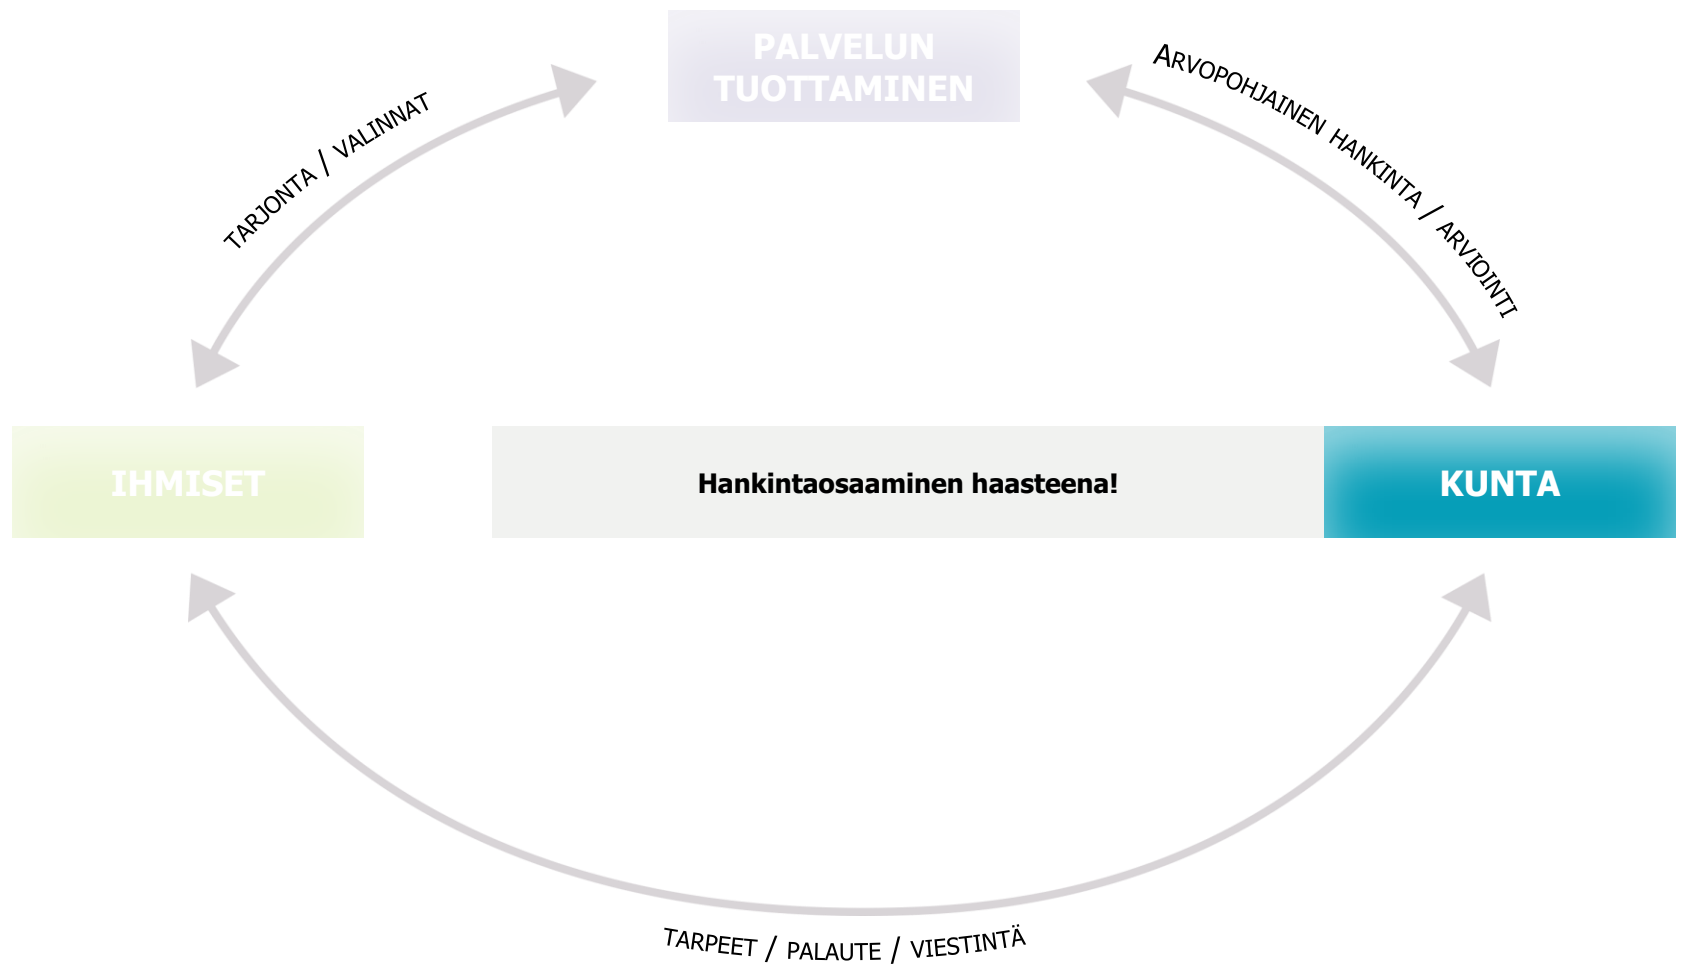 PALVELUN
TUOTTAMINEN
TARJONTA / VALINNAT
ARVOPOHJAINEN HANKINTA / ARVIOINTI
IHMISET
Hankintaosaaminen haasteena!
KUNTA
TARPEET / PALAUTE / VIESTINTÄ